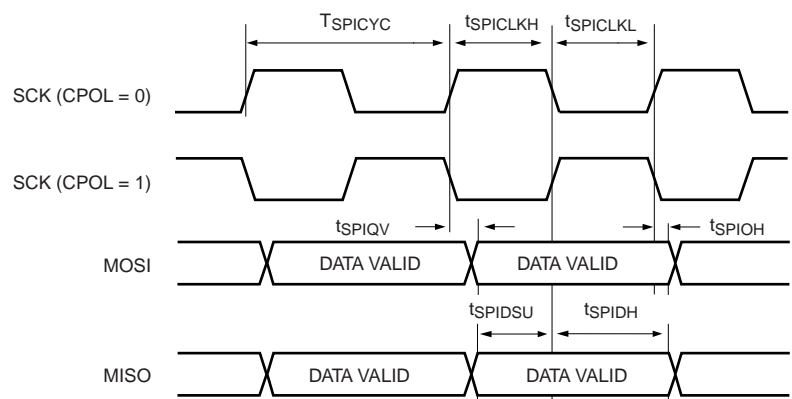 TSPICYC tSPICLKH tSPICLKL
SCK (CPOL = 0)
SCK (CPOL = 1)
tSPIQV tSPIOH
MOSI DATA VALID DATA VALID
tSPIDSU tSPIDH
MISO DATA VALID DATA VALID